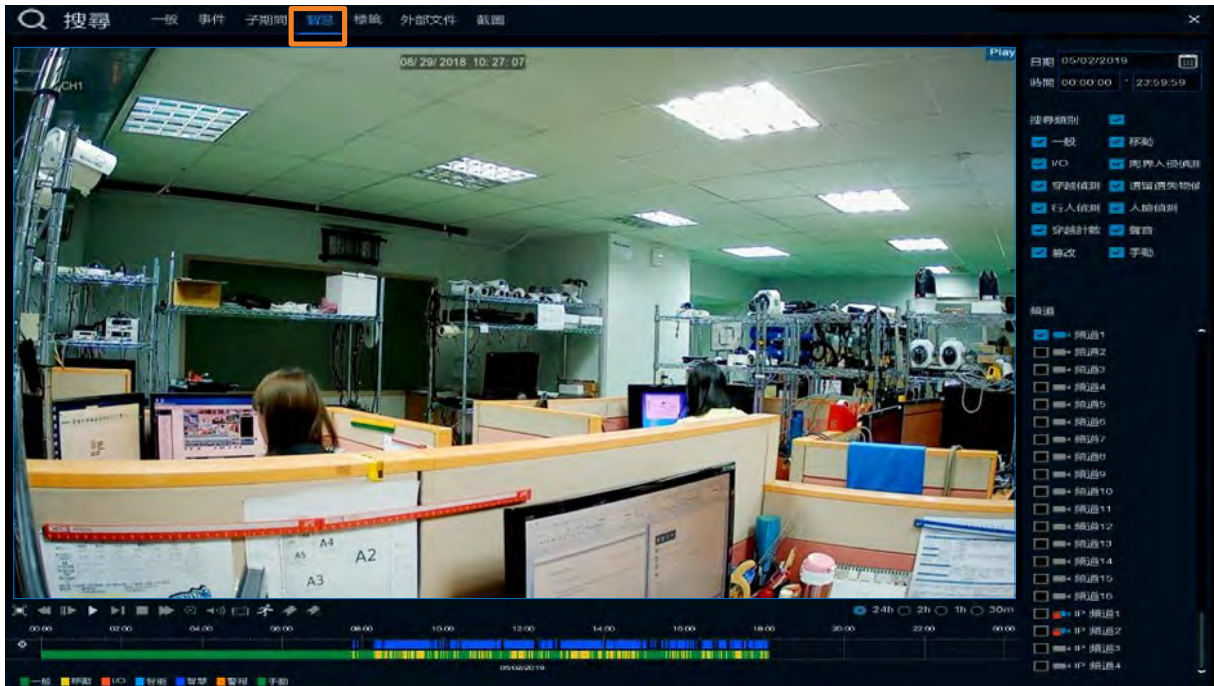 搜尋 一般 事件 子期間 智慧 標籤 外部文件 截圖 ×
08/29/2018 10:27:07
Play
CH1
A4
A5 A2
A3
日期 05/02/2019
時間 00:00:00 - 23:59:59
搜尋類別
一般 移動
I/O 周界入侵偵測
穿越偵測 遺留遺失物偵
行人偵測 人臉偵測
穿越計數 聲音
篡改 手動
頻道
頻道1
頻道2
頻道3
頻道4
頻道5
頻道6
頻道7
頻道8
頻道9
頻道10
頻道11
頻道12
頻道13
頻道14
頻道15
頻道16
IP 頻道1
IP 頻道2
IP 頻道3
IP 頻道4
24h 2h 1h 30m
00:00 02:00 04:00 06:00 08:00 10:00 12:00 14:00 16:00 18:00 20:00 22:00 00:00
05/02/2019
一般 移動 I/O 智能 智慧 警報 手動